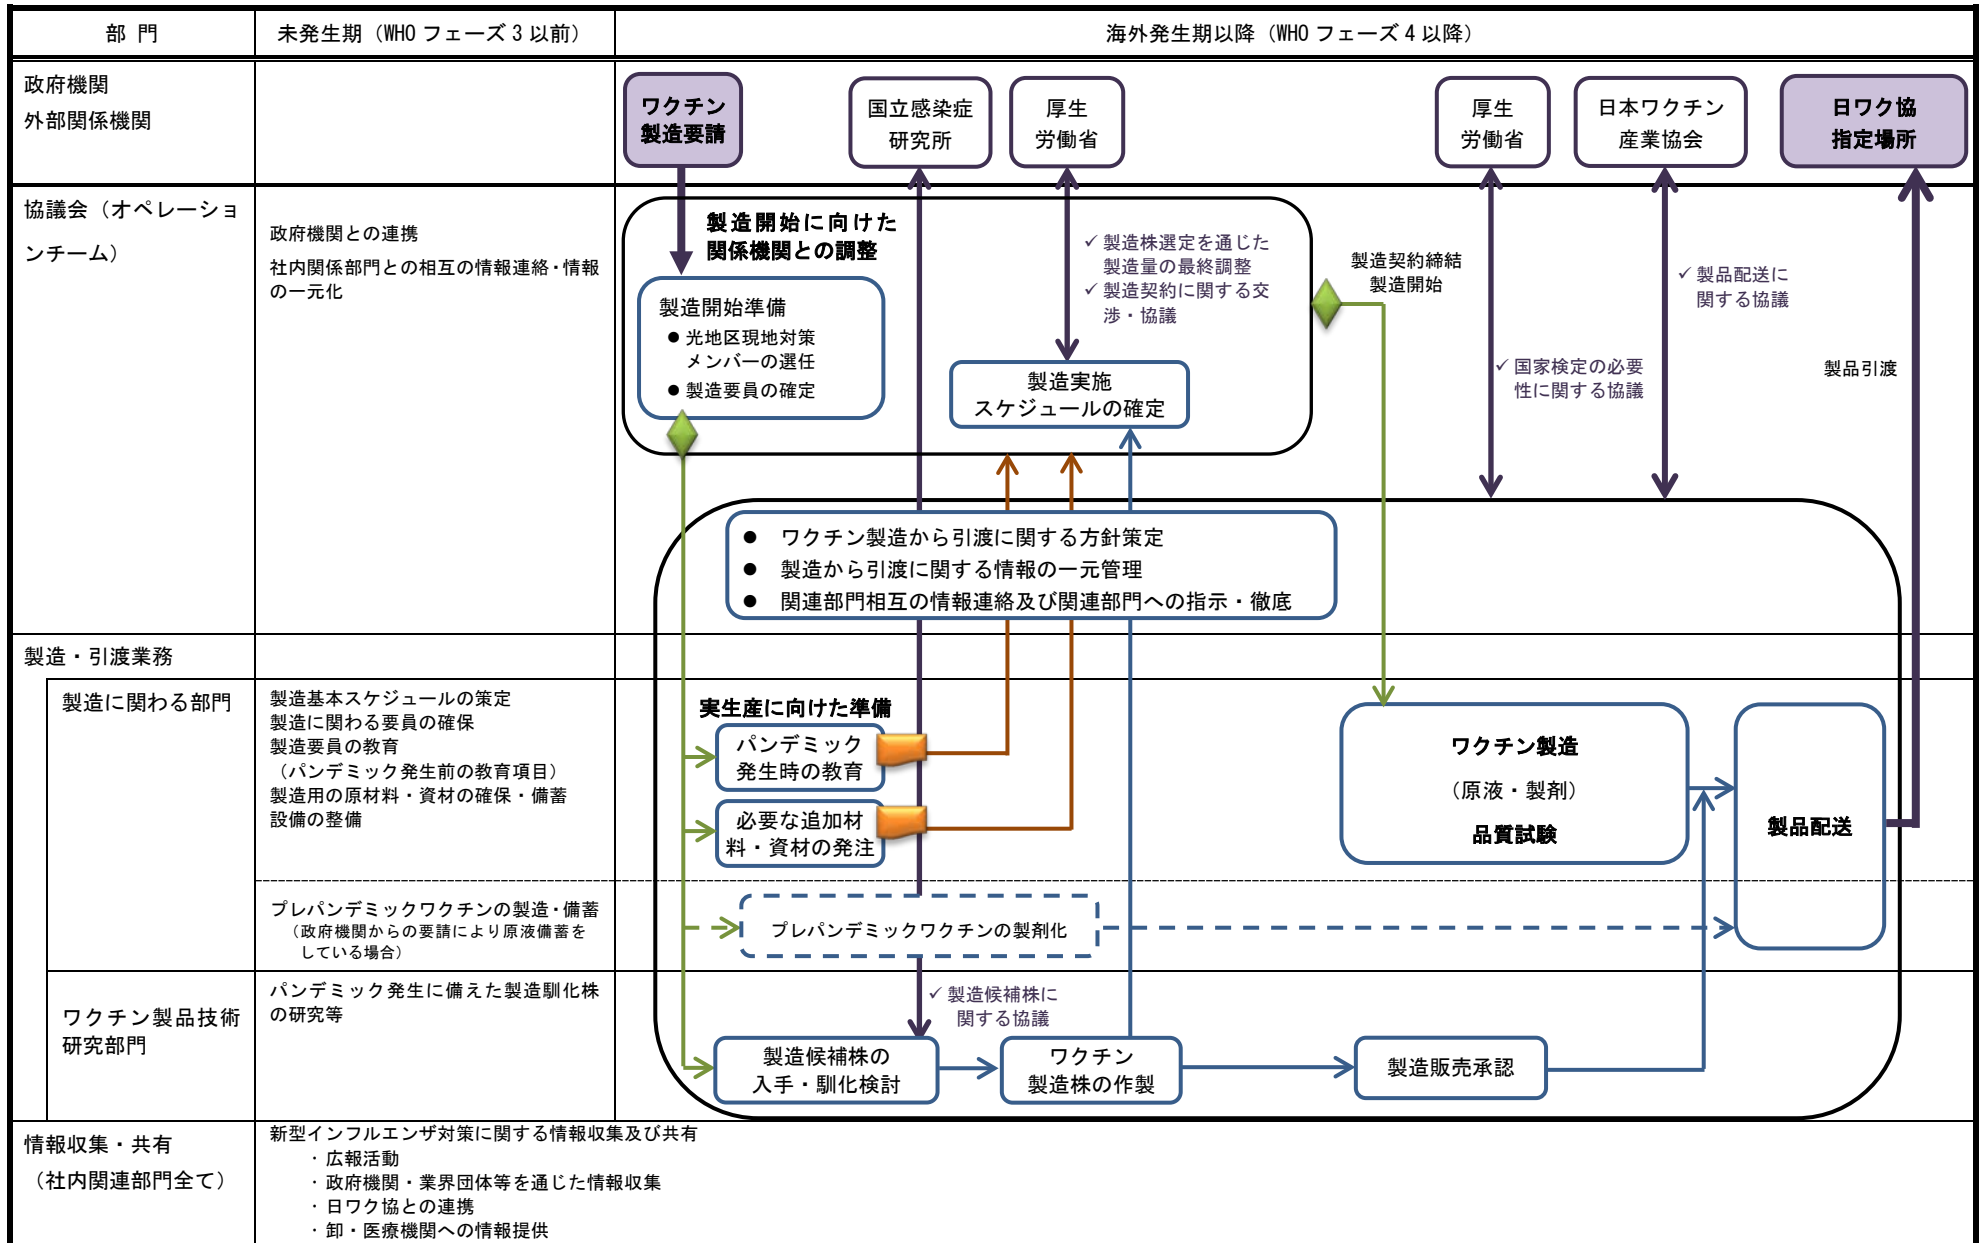 部 門
未発生期（WHO フェーズ 3 以前）
海外発生期以降（WHO フェーズ 4 以降）
政府機関
外部関係機関
ワクチン
製造要請
国立感染症
研究所
厚生
労働省
厚生
労働省
日本ワクチン
産業協会
日ワク協
指定場所
協議会（オペレーショ
ンチーム）
政府機関との連携
社内関係部門との相互の情報連絡・情報
の一元化
製造開始に向けた
関係機関との調整
製造開始準備
● 光地区現地対策
メンバーの選任
● 製造要員の確定
✓ 製造株選定を通じた
製造量の最終調整
✓ 製造契約に関する交
渉・協議
製造実施
スケジュールの確定
製造契約締結
製造開始
✓ 国家検定の必要
性に関する協議
✓ 製品配送に
関する協議
製品引渡
● ワクチン製造から引渡に関する方針策定
● 製造から引渡に関する情報の一元管理
● 関連部門相互の情報連絡及び関連部門への指示・徹底
製造・引渡業務
製造に関わる部門
製造基本スケジュールの策定
製造に関わる要員の確保
製造要員の教育
（パンデミック発生前の教育項目）
製造用の原材料・資材の確保・備蓄
設備の整備
実生産に向けた準備
パンデミック
発生時の教育
必要な追加材
料・資材の発注
ワクチン製造
（原液・製剤）
品質試験
製品配送
プレパンデミックワクチンの製造・備蓄
（政府機関からの要請により原液備蓄を
している場合）
プレパンデミックワクチンの製剤化
ワクチン製品技術
研究部門
パンデミック発生に備えた製造馴化株
の研究等
✓ 製造候補株に
関する協議
製造候補株の
入手・馴化検討
ワクチン
製造株の作製
製造販売承認
情報収集・共有
（社内関連部門全て）
新型インフルエンザ対策に関する情報収集及び共有
・広報活動
・政府機関・業界団体等を通じた情報収集
・日ワク協との連携
・卸・医療機関への情報提供